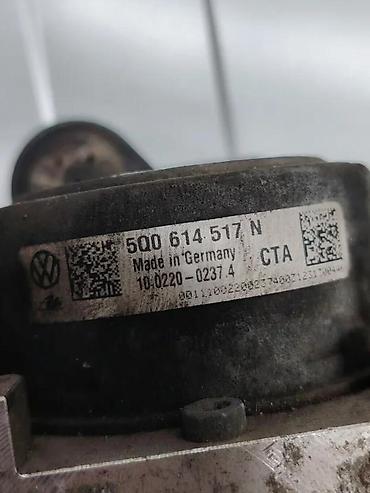 5Q0 614 517 N
Made in Germany
10.0220-0237.4
CTA